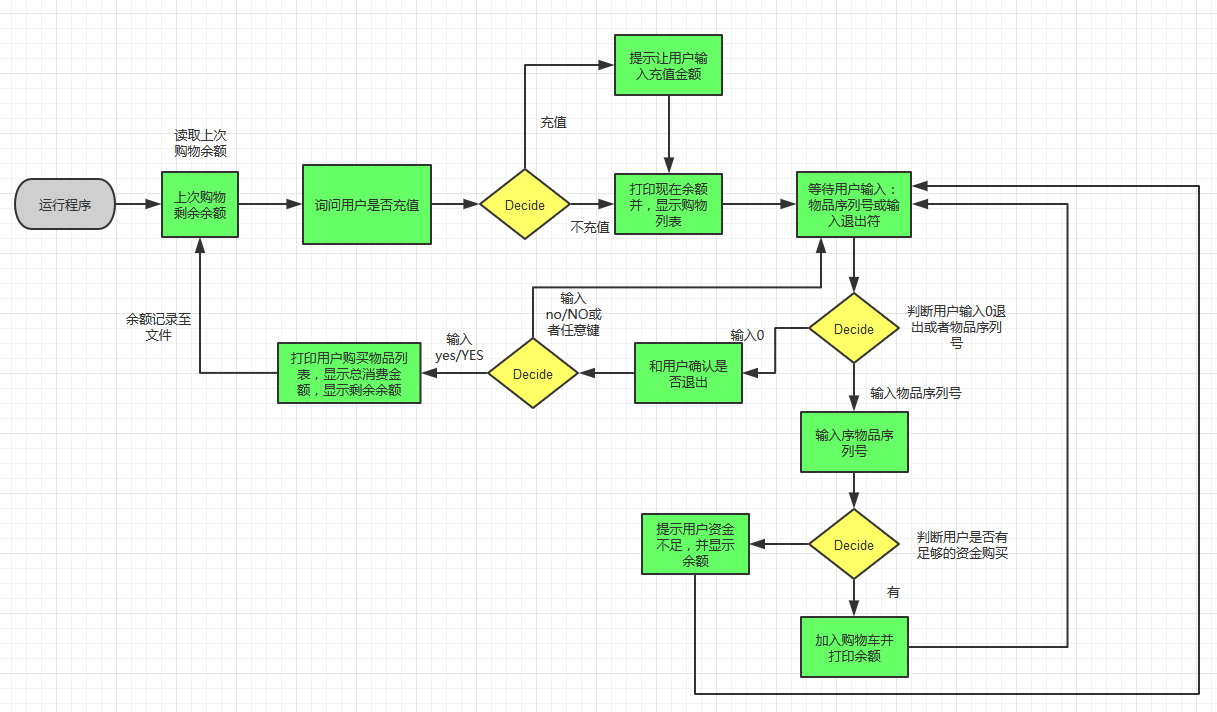 提示让用户输
入充值金额
充值
读取上次
购物余额
运行程序
上次购物
剩余余额
询问用户是否充值
Decide
不充值
打印现在余额
并，显示购物
列表
等待用户输入：
物品序列号或输
入退出符
Decide
判断用户输入0退
出或者物品序列
号
输入0
输入
no/NO或
者任意键
输入
yes/YES
余额记录至
文件
打印用户购买物品列
表，显示总消费金
额，显示剩余余额
Decide
和用户确认是
否退出
输入物品序列号
输入序物品序
列号
提示用户资金
不足，并显示
余额
Decide
判断用户是否有
足够的资金购买
有
加入购物车并
打印余额